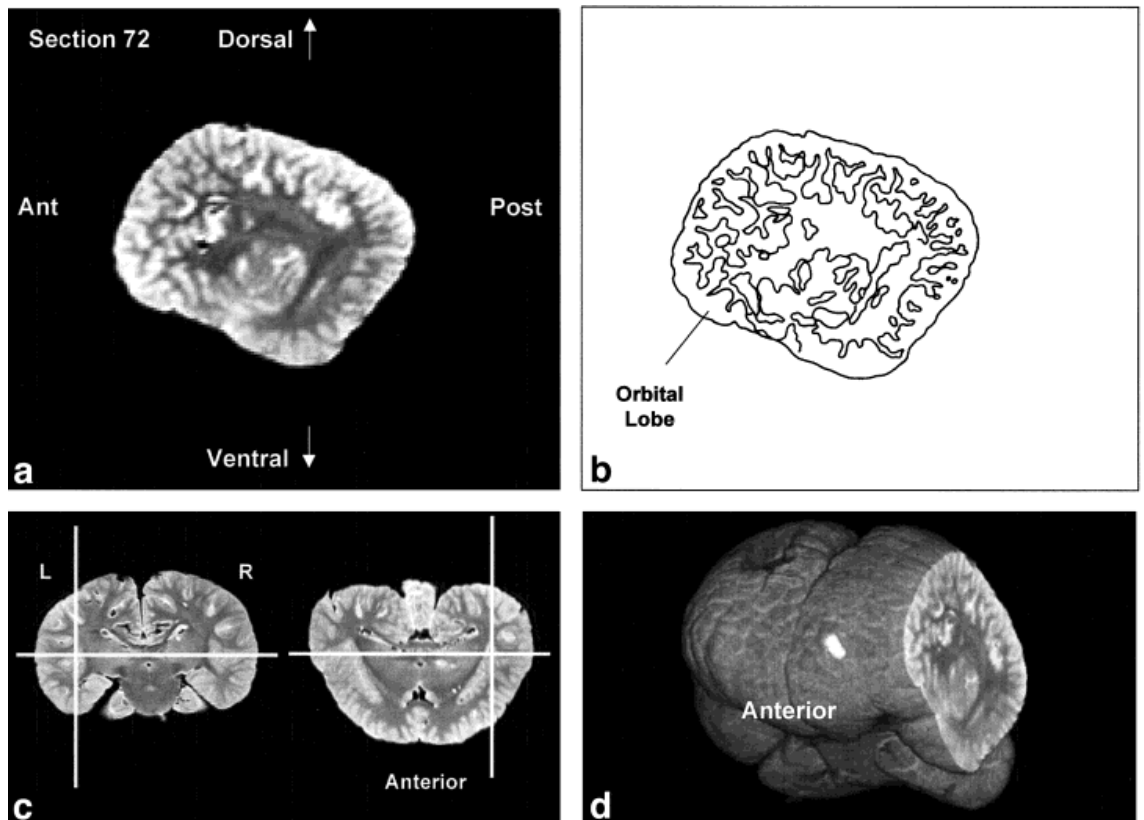 Section 72
Dorsal
Ant
Post
Ventral
a
Orbital
Lobe
b
L
R
Anterior
c
Anterior
d